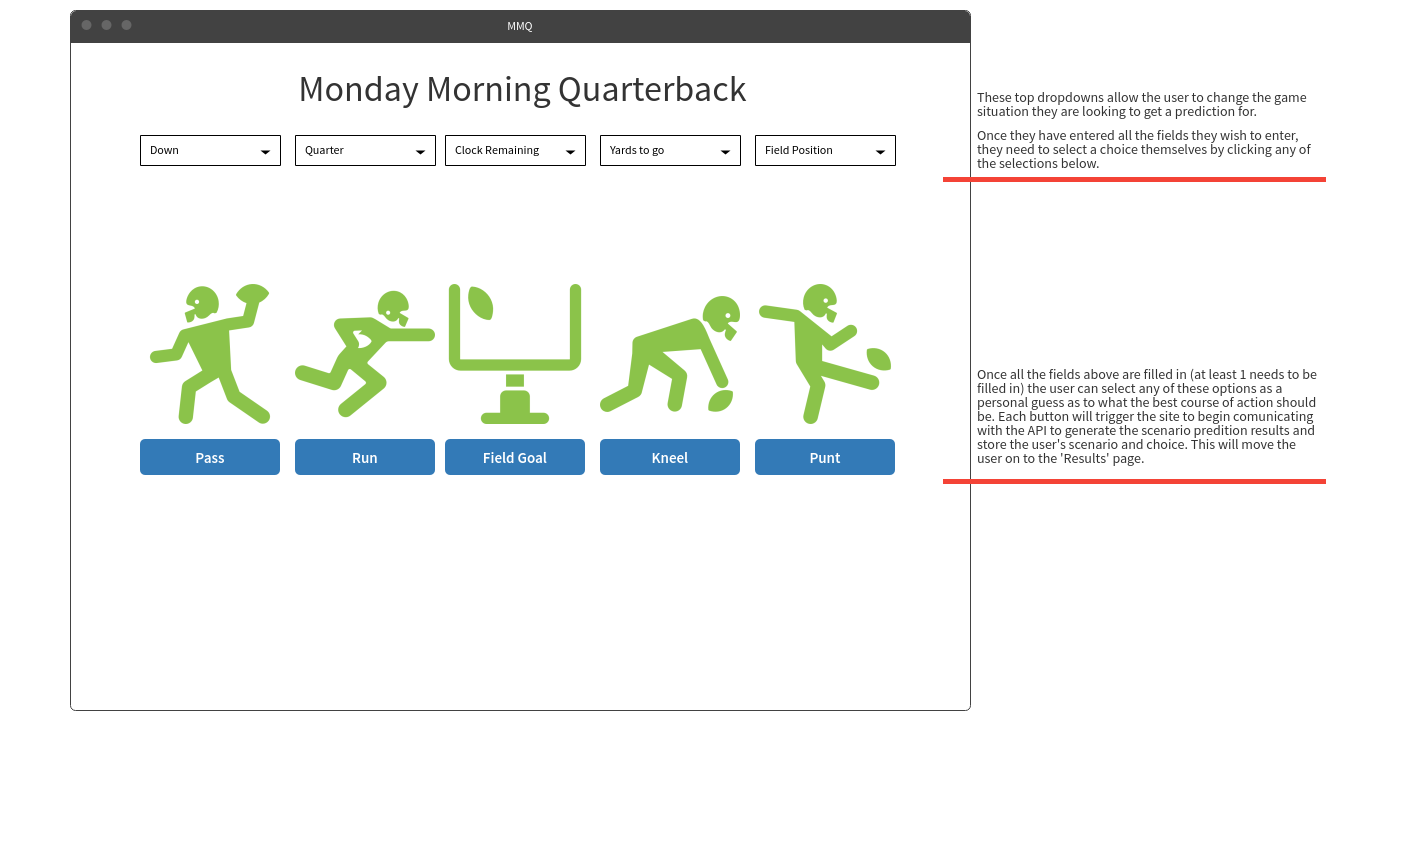 MMQ
Monday Morning Quarterback
Down
Quarter
Clock Remaining
Yards to go
Field Position
These top dropdowns allow the user to change the game
situation they are looking to get a prediction for.
Once they have entered all the fields they wish to enter,
they need to select a choice themselves by clicking any of
the selections below.
Once all the fields above are filled in (at least 1 needs to be
filled in) the user can select any of these options as a
personal guess as to what the best course of action should
be. Each button will trigger the site to begin comunicating
with the API to generate the scenario predition results and
store the user's scenario and choice. This will move the
user on to the 'Results' page.
Pass
Run
Field Goal
Kneel
Punt